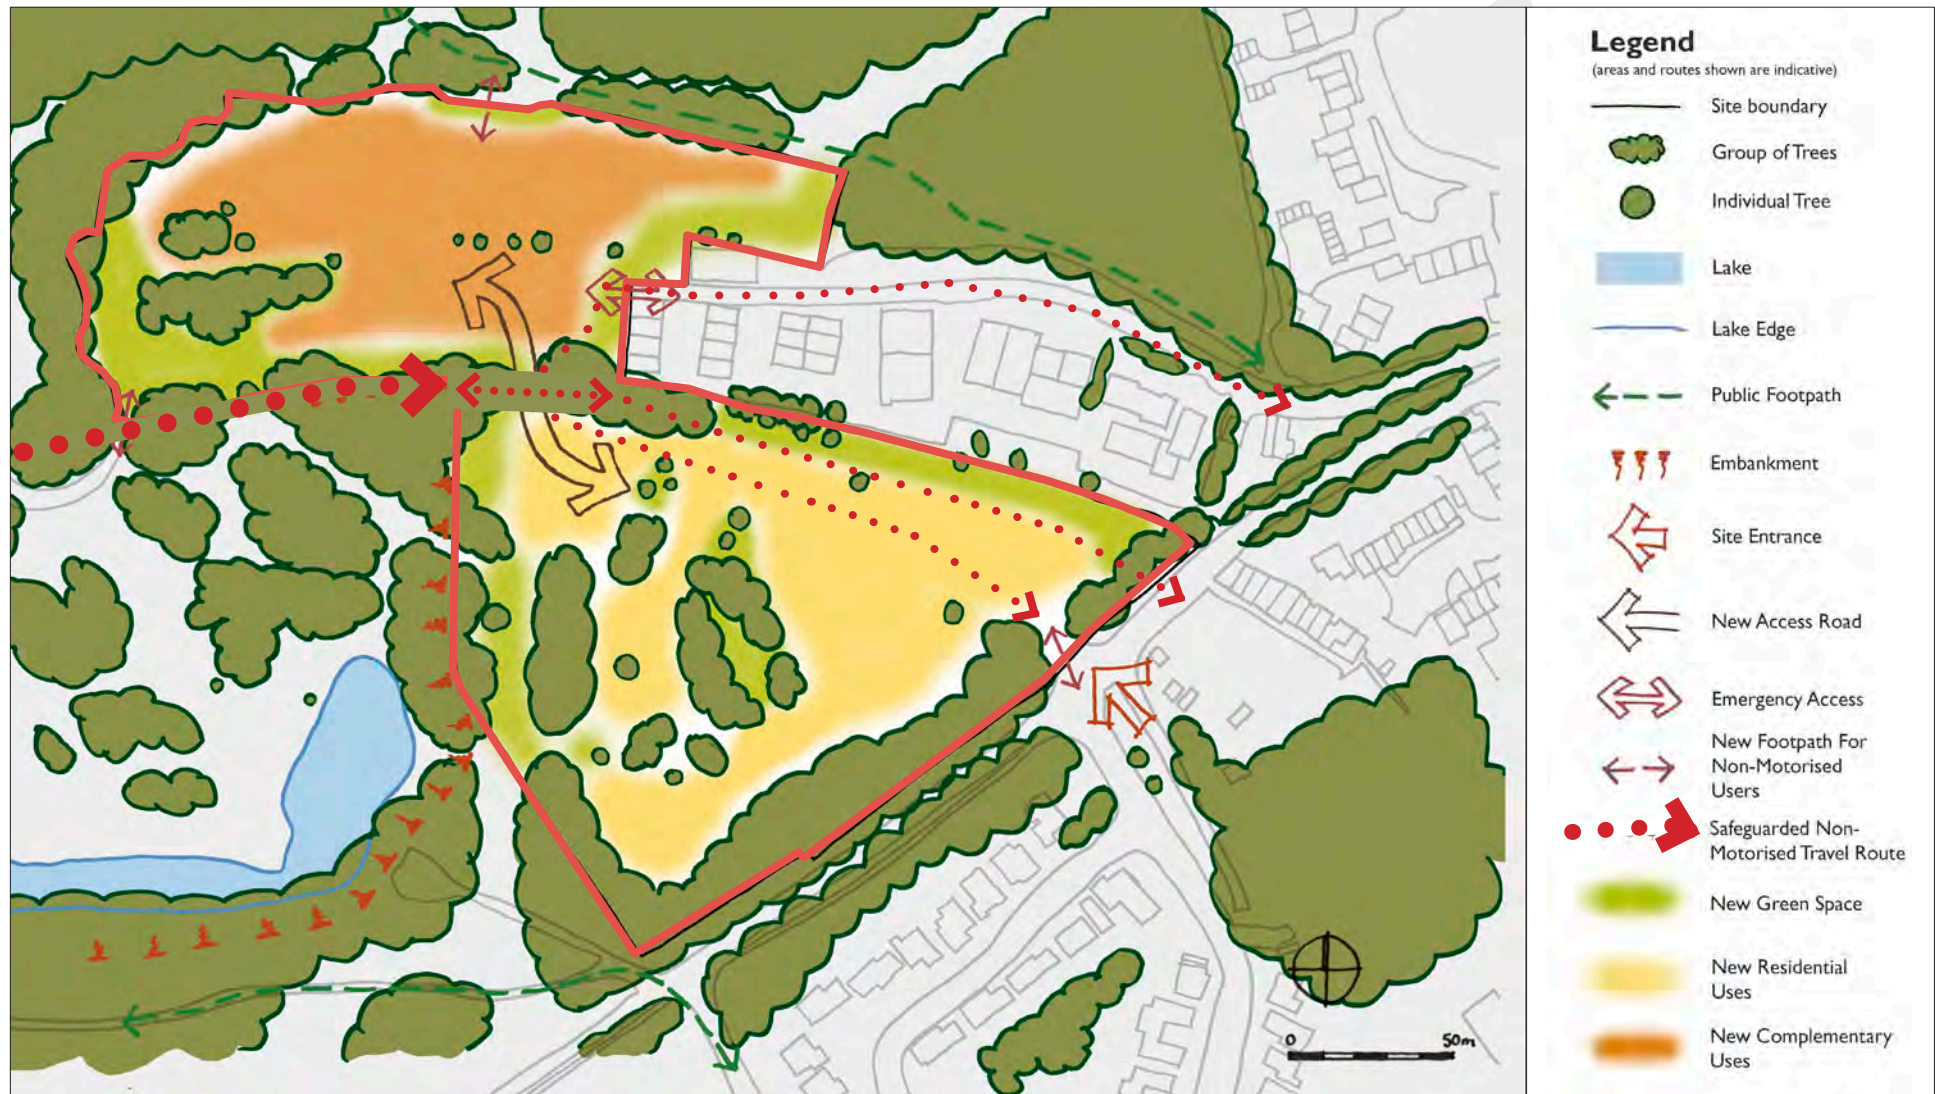 Legend
(areas and routes shown are indicative)
Site boundary
Group of Trees
Individual Tree
Lake
Lake Edge
Public Footpath
Embankment
Site Entrance
New Access Road
Emergency Access
New Footpath For
Non-Motorised
Users
Safeguarded Non-
Motorised Travel Route
New Green Space
New Residential
Uses
New Complementary
Uses
0
50m